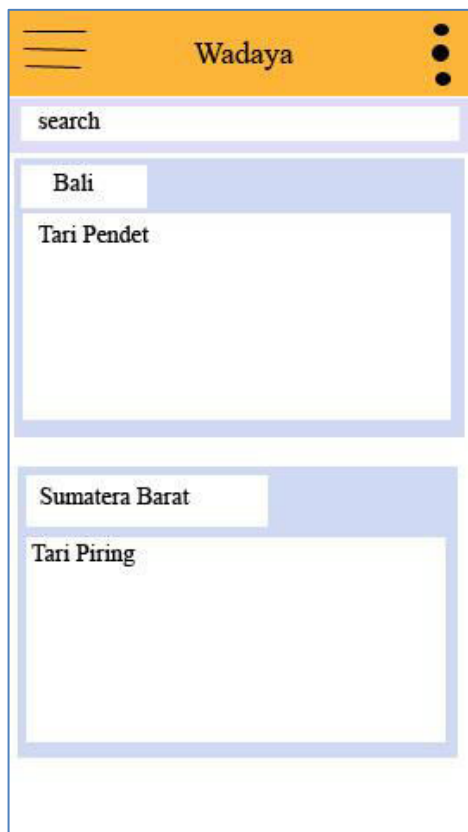 Wadaya
search
Bali
Tari Pendet
Sumatera Barat
Tari Piring